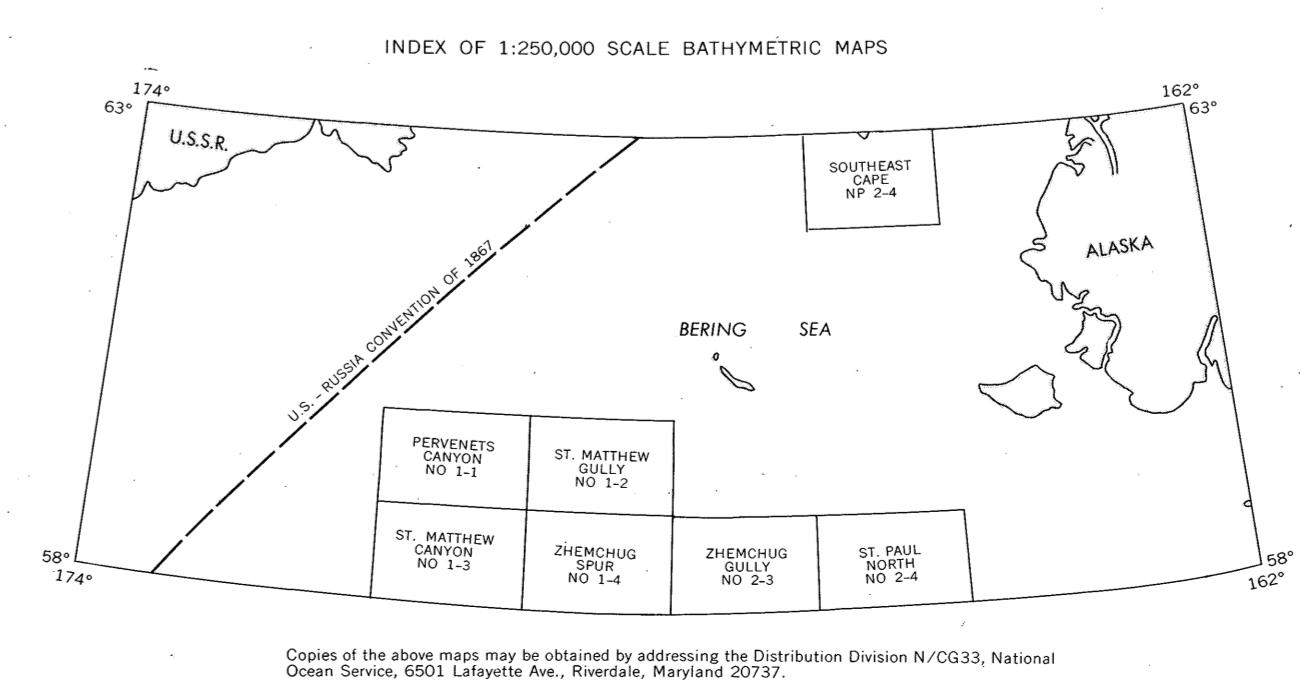 INDEX OF 1:250,000 SCALE BATHYMETRIC MAPS
174°
63°
162°
63°
U.S.S.R.
SOUTHEAST
CAPE
NP 2-4
ALASKA
U.S. - RUSSIA CONVENTION OF 1867
BERING SEA
PERVENETS
CANYON
NO 1-1
ST. MATTHEW
GULLY
NO 1-2
ST. MATTHEW
CANYON
NO 1-3
ZHEMCHUG
SPUR
NO 1-4
ZHEMCHUG
GULLY
NO 2-3
ST. PAUL
NORTH
NO 2-4
58°
174°
58°
162°
Copies of the above maps may be obtained by addressing the Distribution Division N/CG33, National
Ocean Service, 6501 Lafayette Ave., Riverdale, Maryland 20737.